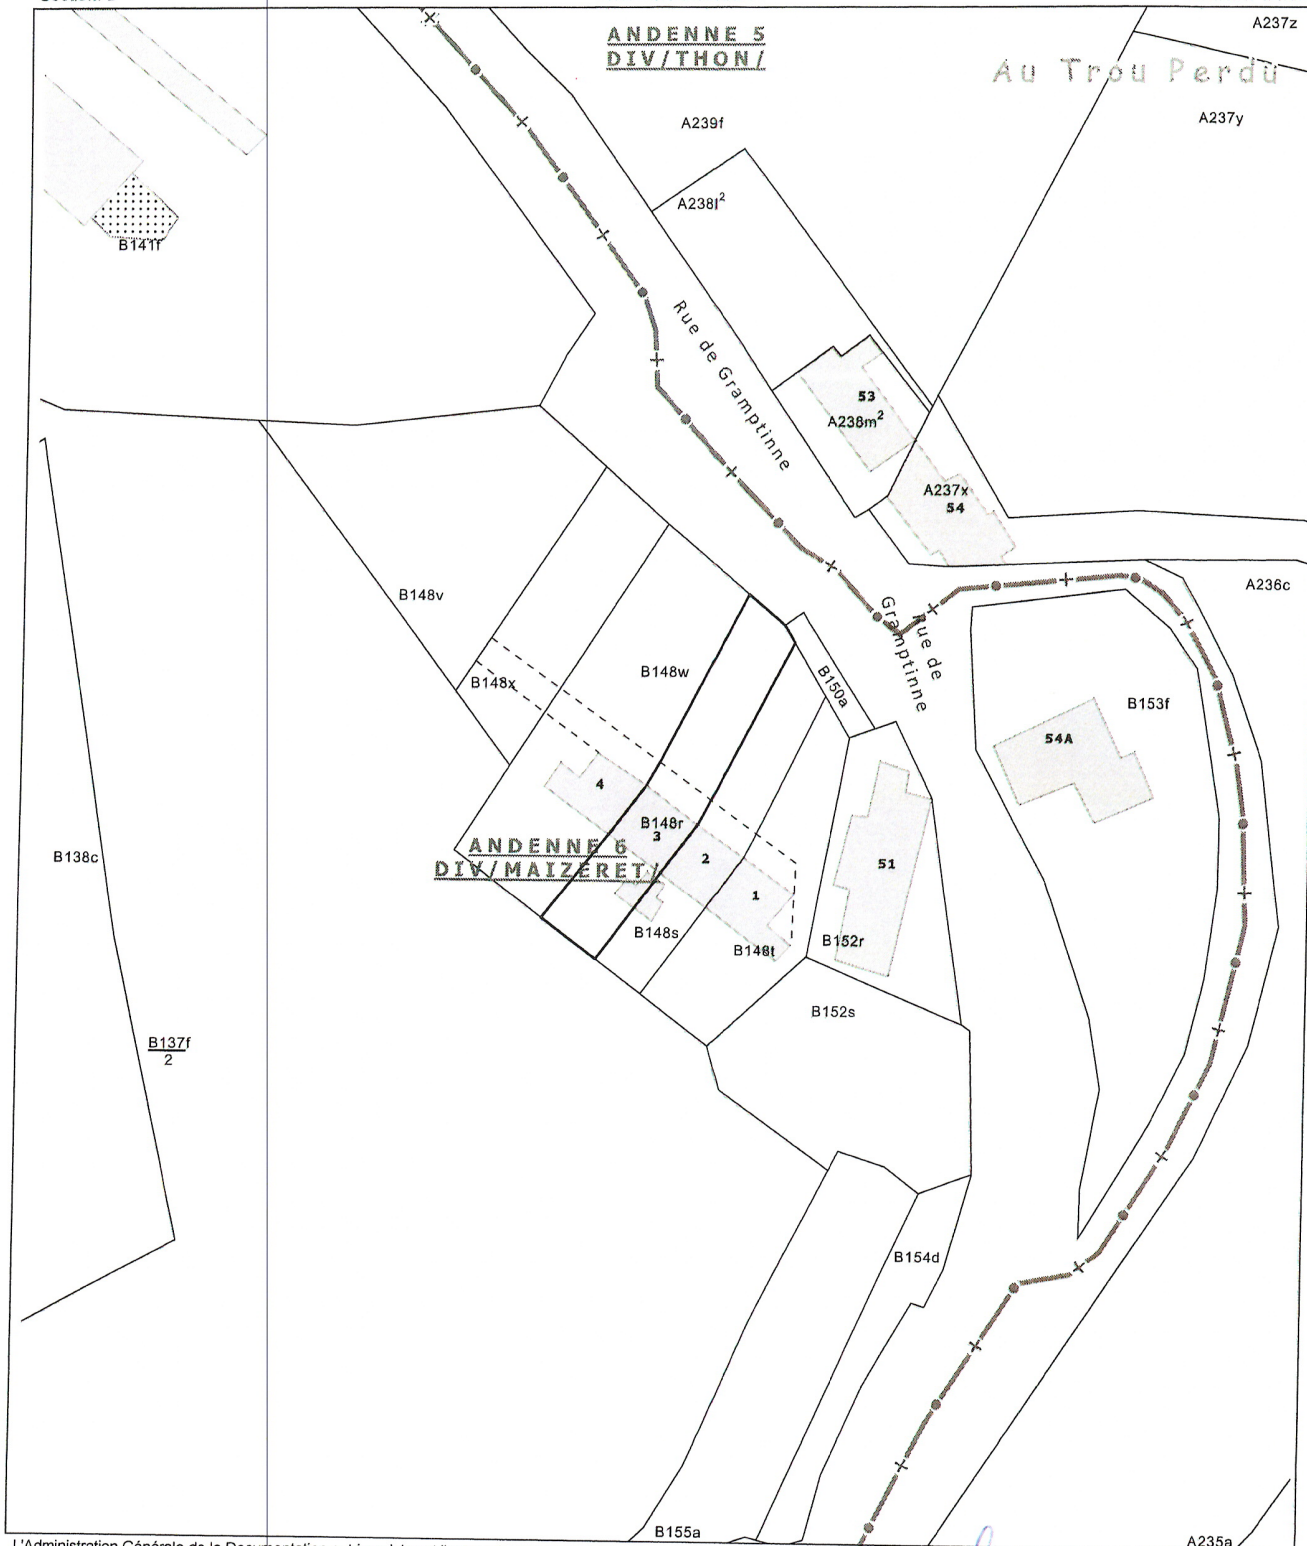 ANDENNE 5
DIV/THON/
A237z
Au Trou Perdu
A237y
A239f
A238l²
B141f
Rue de Gramptinne
53
A238m²
A237x
54
A236c
B148v
Rue de
Gramptinne
B148w
B148x
B150a
B153f
54A
4
B148r
3
2
1
51
ANDENNE 6
DIV/MAIZERET/
B138c
B148s
B148t
B152r
B152s
B137f
2
B154d
B155a
A235a